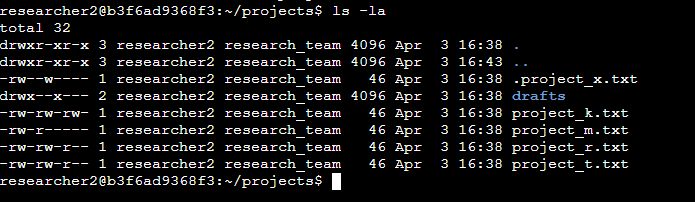 researcher2@b3f6ad9368f3:~/projects$ ls -la
total 32
drwxr-xr-x 3 researcher2 research_team 4096 Apr  3 16:38 .
drwxr-xr-x 3 researcher2 research_team 4096 Apr  3 16:43 ..
-rw--w---- 1 researcher2 research_team   46 Apr  3 16:38 .project_x.txt
drwx--x--- 2 researcher2 research_team 4096 Apr  3 16:38 drafts
-rw-rw-rw- 1 researcher2 research_team   46 Apr  3 16:38 project_k.txt
-rw-r----- 1 researcher2 research_team   46 Apr  3 16:38 project_m.txt
-rw-rw-r-- 1 researcher2 research_team   46 Apr  3 16:38 project_r.txt
-rw-rw-r-- 1 researcher2 research_team   46 Apr  3 16:38 project_t.txt
researcher2@b3f6ad9368f3:~/projects$